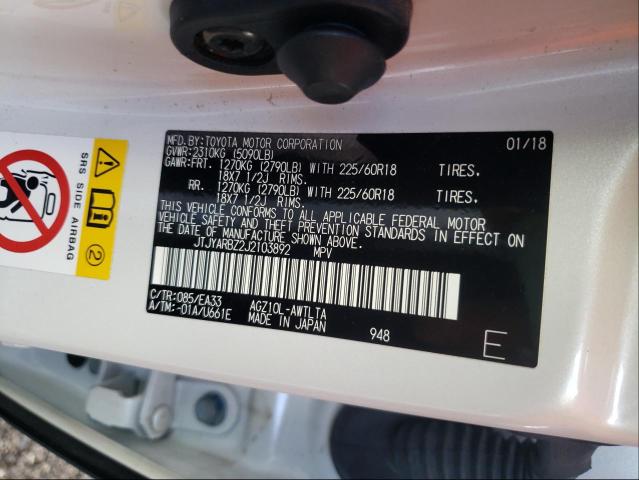 MFD. BY: TOYOTA MOTOR CORPORATION 01/18
GVWR: 2310KG (5090LB)
GAWR: FRT. 1270KG (2790LB) WITH 225/60R18 TIRES.
18X7 1/2J RIMS.
RR. 1270KG (2790LB) WITH 225/60R18 TIRES.
18X7 1/2J RIMS.
THIS VEHICLE CONFORMS TO ALL APPLICABLE FEDERAL MOTOR
VEHICLE SAFETY AND THEFT PREVENTION STANDARDS IN EFFECT ON
THE DATE OF MANUFACTURE SHOWN ABOVE.
JTJYARBZ2J2103892 MPV
C/TR: 085/EA33 AGZ10L-AWTLTA
A/TM: -01A/U661E MADE IN JAPAN 948 E
SRS SIDE AIRBAG
2